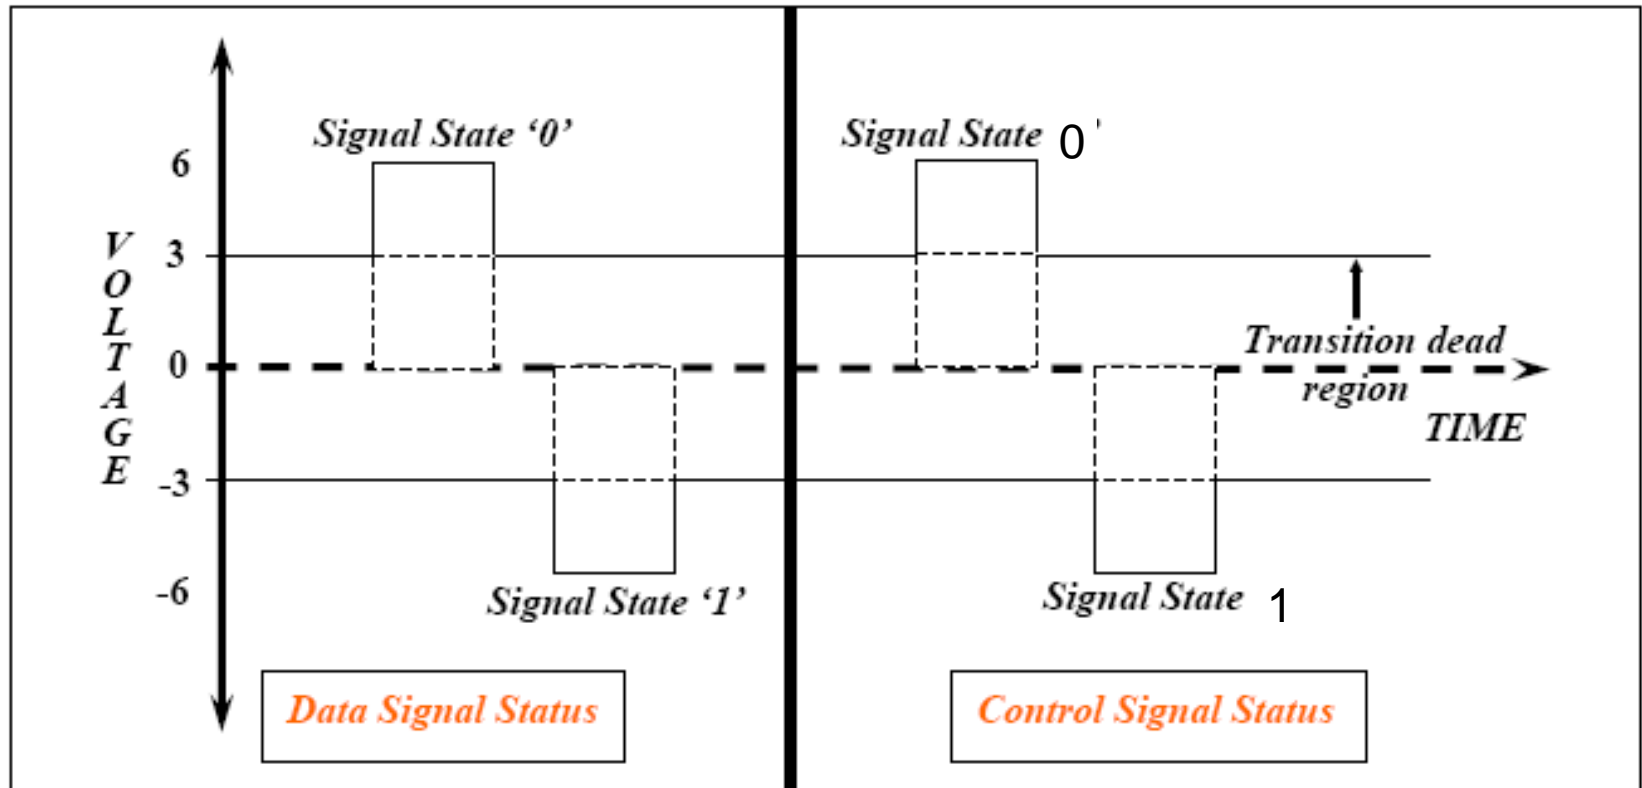 Signal State ‘0’
Signal State 0 ’
6
3
0
-3
-6
VOLTAGE
Transition dead
region
TIME
Signal State ‘1’
Signal State 1
Data Signal Status
Control Signal Status